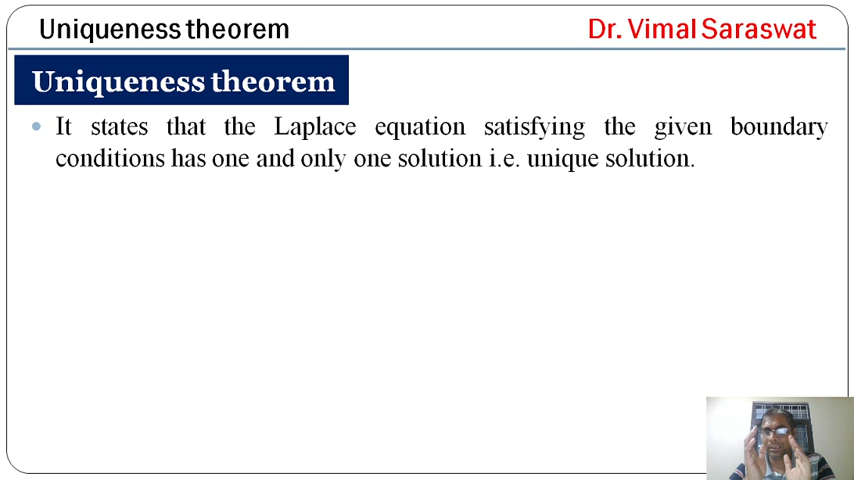 Uniqueness theorem
Dr. Vimal Saraswat
Uniqueness theorem
It states that the Laplace equation satisfying the given boundary
conditions has one and only one solution i.e. unique solution.